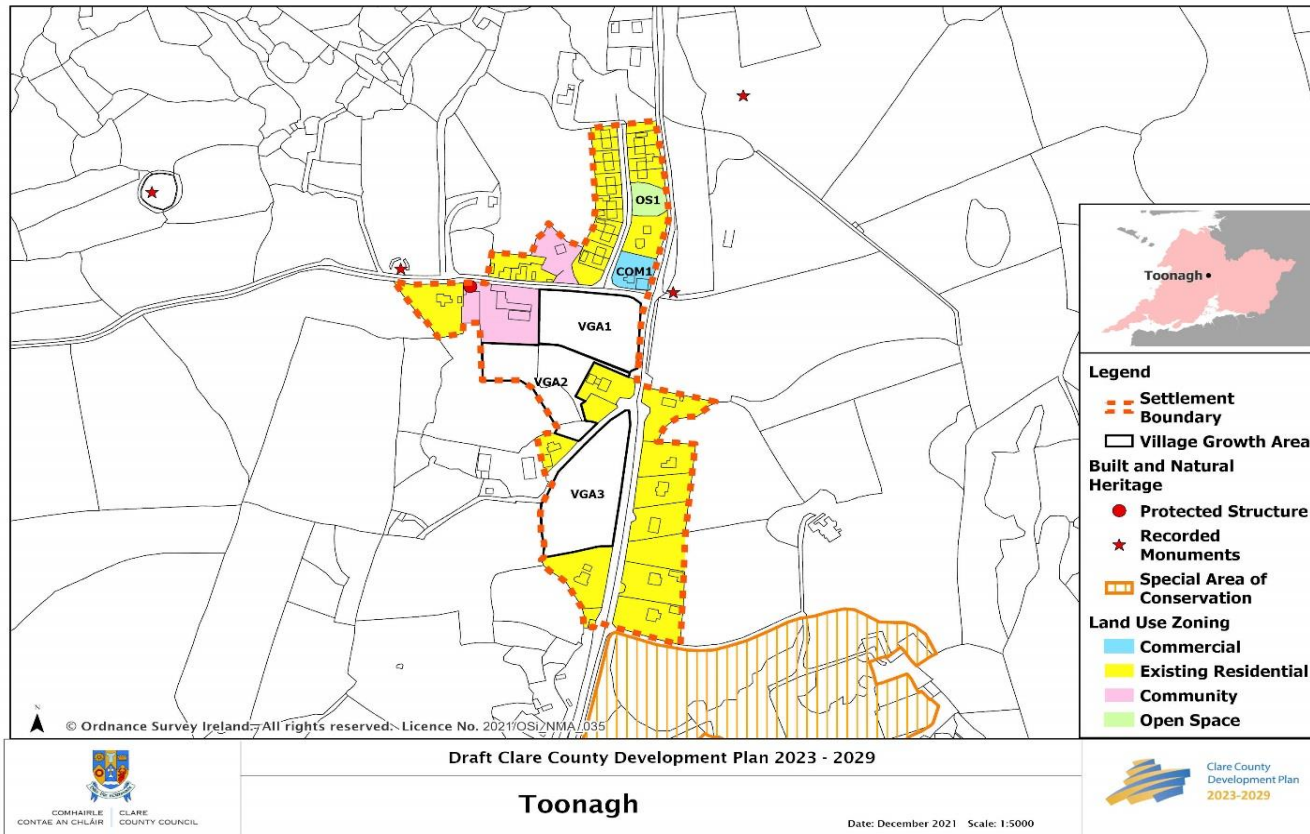 OS1
COM1
VGA1
VGA2
VGA3
N
© Ordnance Survey Ireland. All rights reserved. Licence No. 2021/OSi_NMA_035
Toonagh
Legend
Settlement
Boundary
Village Growth Area
Built and Natural
Heritage
Protected Structure
Recorded
Monuments
Special Area of
Conservation
Land Use Zoning
Commercial
Existing Residential
Community
Open Space
COMHAIRLE CONTAE AN CHLÁIR
CLARE COUNTY COUNCIL
Draft Clare County Development Plan 2023 - 2029
Toonagh
Date: December 2021 Scale: 1:5000
Clare County
Development Plan
2023-2029